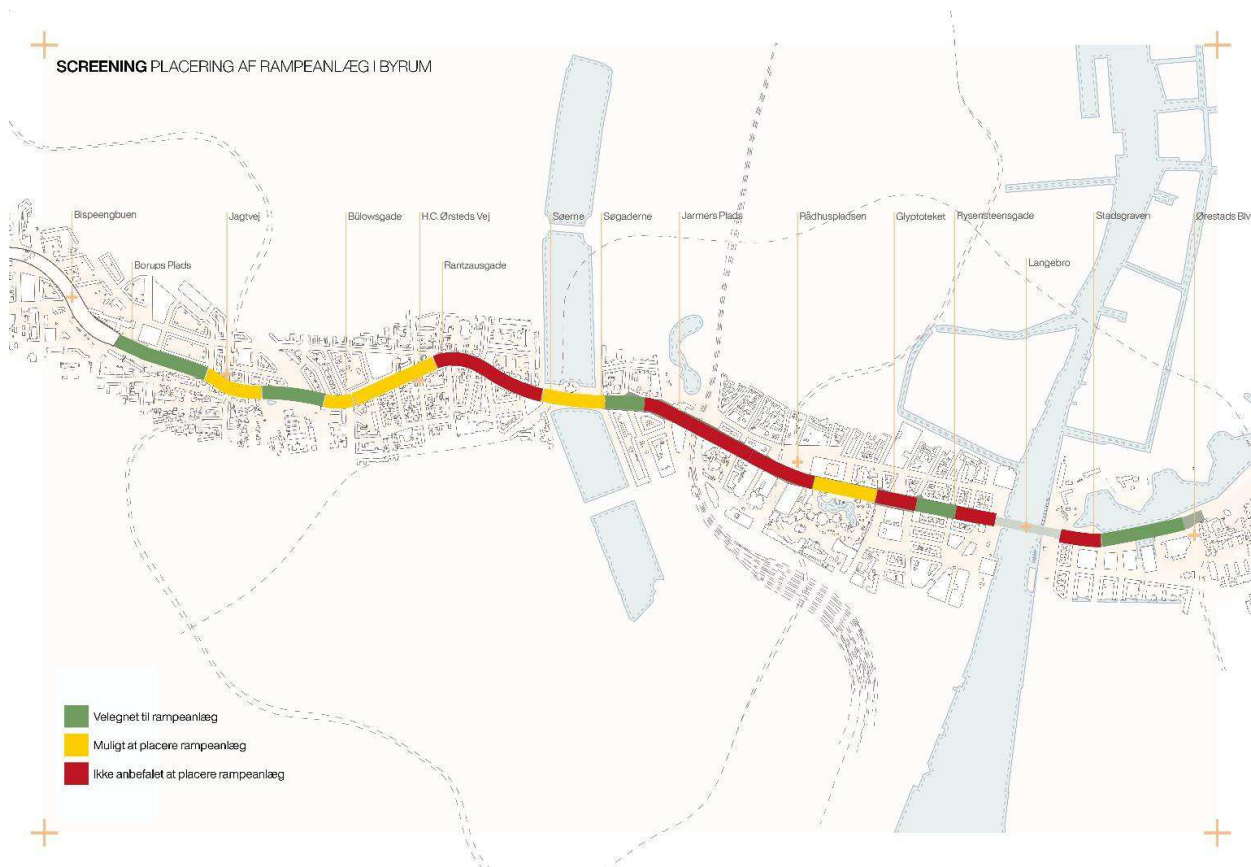 SCREENING PLACERING AF RAMPEANLÆG I BYRUM
Bispeengbuen
Jagtvej
Bülowsgade
H.C. Ørsteds Vej
Søerne
Søgaderne
Jarmers Plads
Rådhuspladsen
Glyptoteket
Rysensteensgade
Stadsgraven
Ørestads Blv
Borups Plads
Rantzausgade
Langebro
Velegnet til rampeanlæg
Muligt at placere rampeanlæg
Ikke anbefalet at placere rampeanlæg